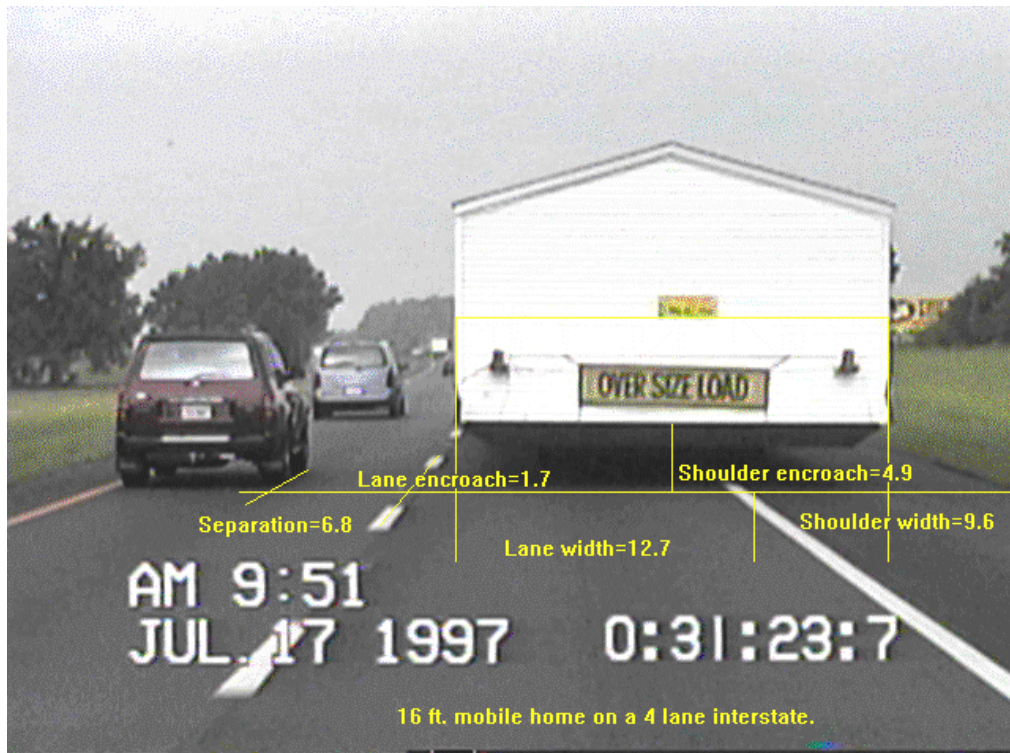 OVER SIZE LOAD
Lane encroach=1.7
Shoulder encroach=4.9
Separation=6.8
Shoulder width=9.6
Lane width=12.7
AM 9:51
JUL.17 1997 0:31:23:7
16 ft. mobile home on a 4 lane interstate.